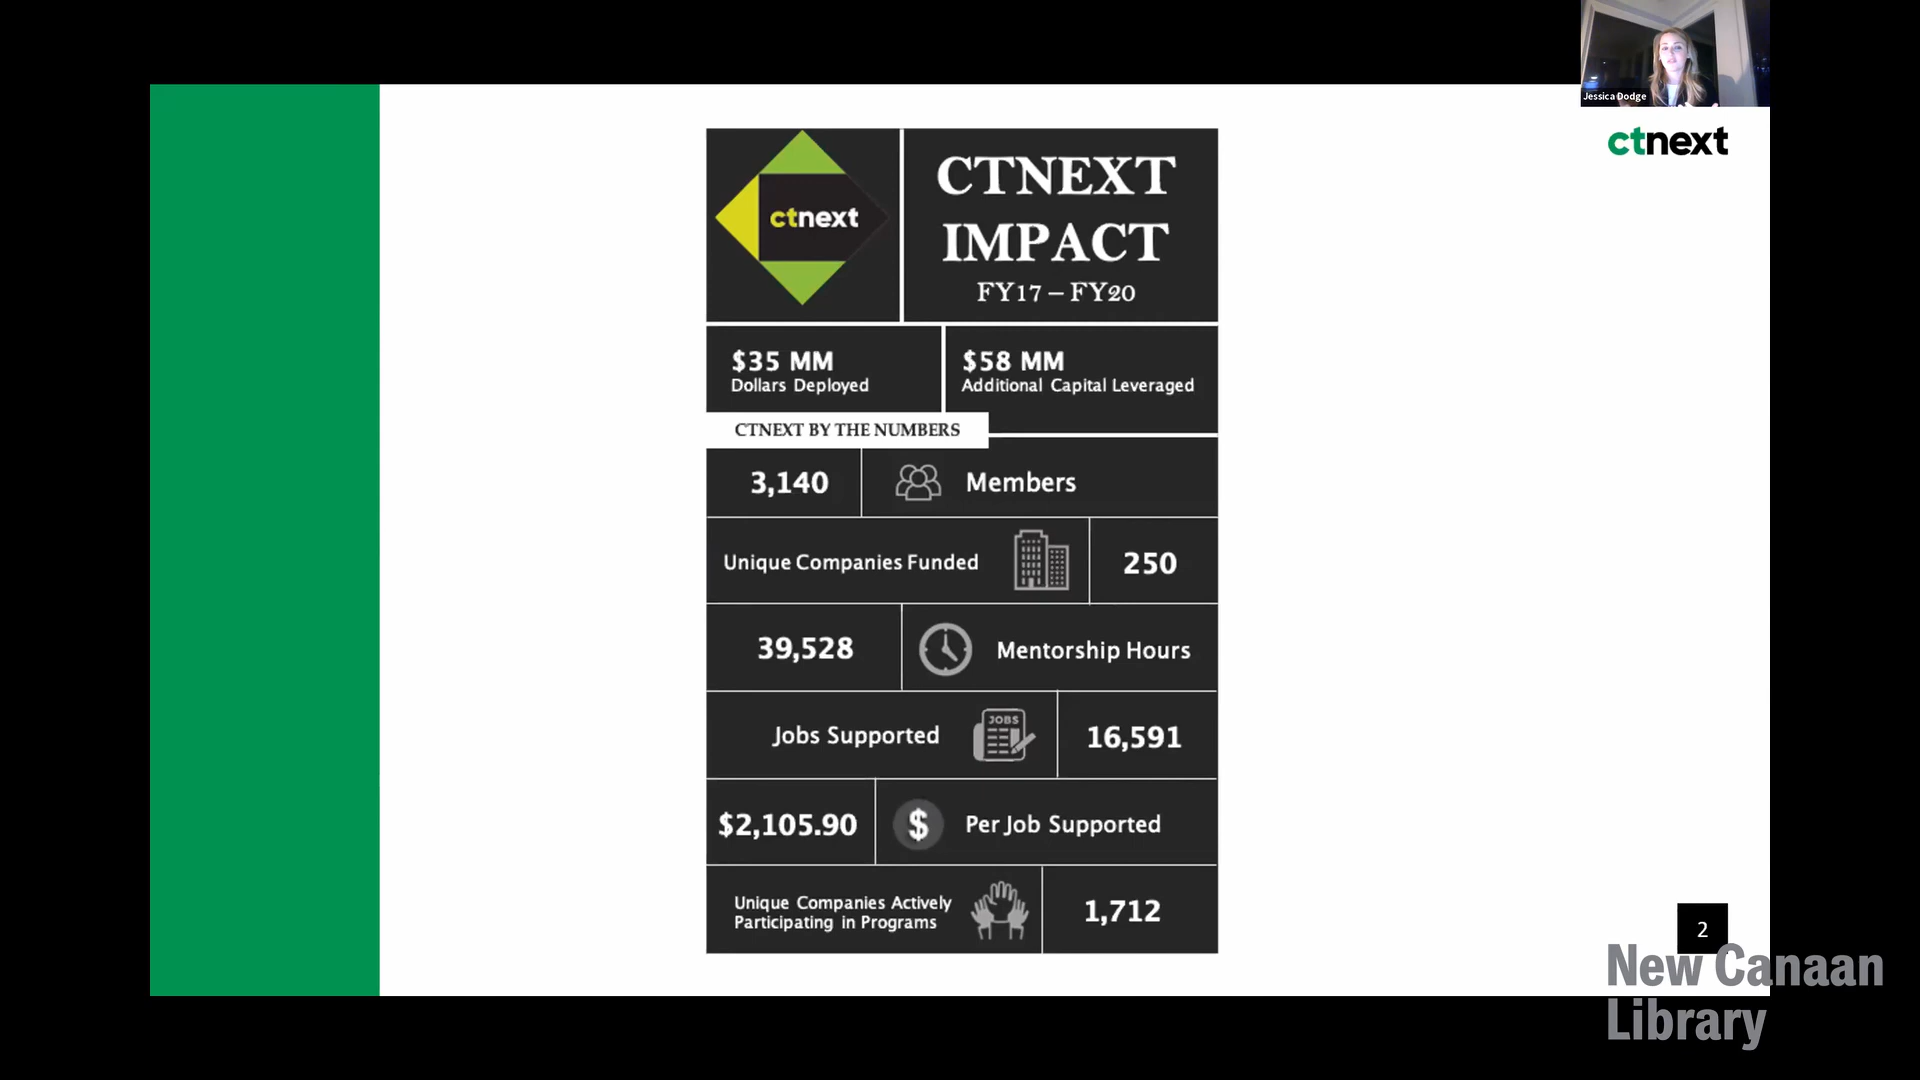 Jessica Dodge
ctnext
ctnext
CTNEXT
IMPACT
FY17 – FY20
$35 MM
Dollars Deployed
$58 MM
Additional Capital Leveraged
CTNEXT BY THE NUMBERS
3,140
Members
Unique Companies Funded
250
39,528
Mentorship Hours
Jobs Supported
JOBS
16,591
$2,105.90
$
Per Job Supported
Unique Companies Actively
Participating in Programs
1,712
2
New Canaan
Library